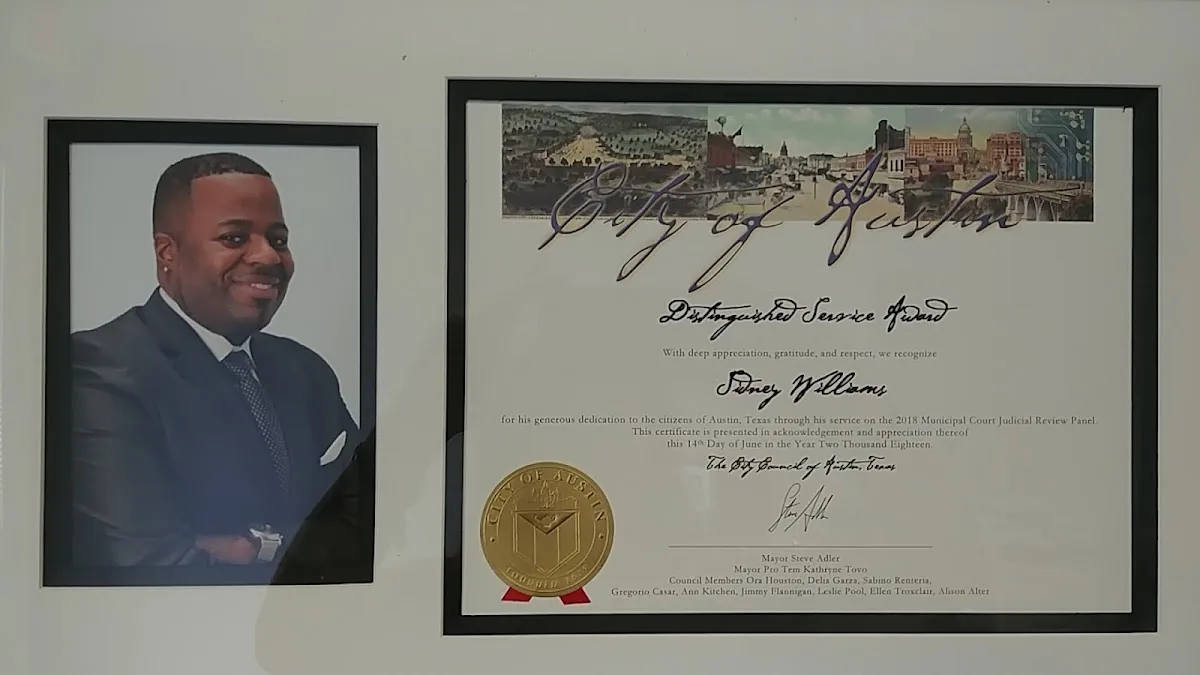 City of Austin
Distinguished Service Award
With deep appreciation, gratitude, and respect, we recognize
Sidney Williams
for his generous dedication to the citizens of Austin, Texas through his service on the 2018 Municipal Court Judicial Review Panel.
This certificate is presented in acknowledgement and appreciation thereof
this 14th Day of June in the Year Two Thousand Eighteen.
The City Council of Austin, Texas
Mayor Steve Adler
Mayor Pro Tem Kathryne Tovo
Council Members Ora Houston, Delia Garza, Sabino Renteria,
Gregorio Casar, Ann Kitchen, Jimmy Flannigan, Leslie Pool, Ellen Troxclair, Alison Alter
CITY OF AUSTIN
FOUNDED 1839